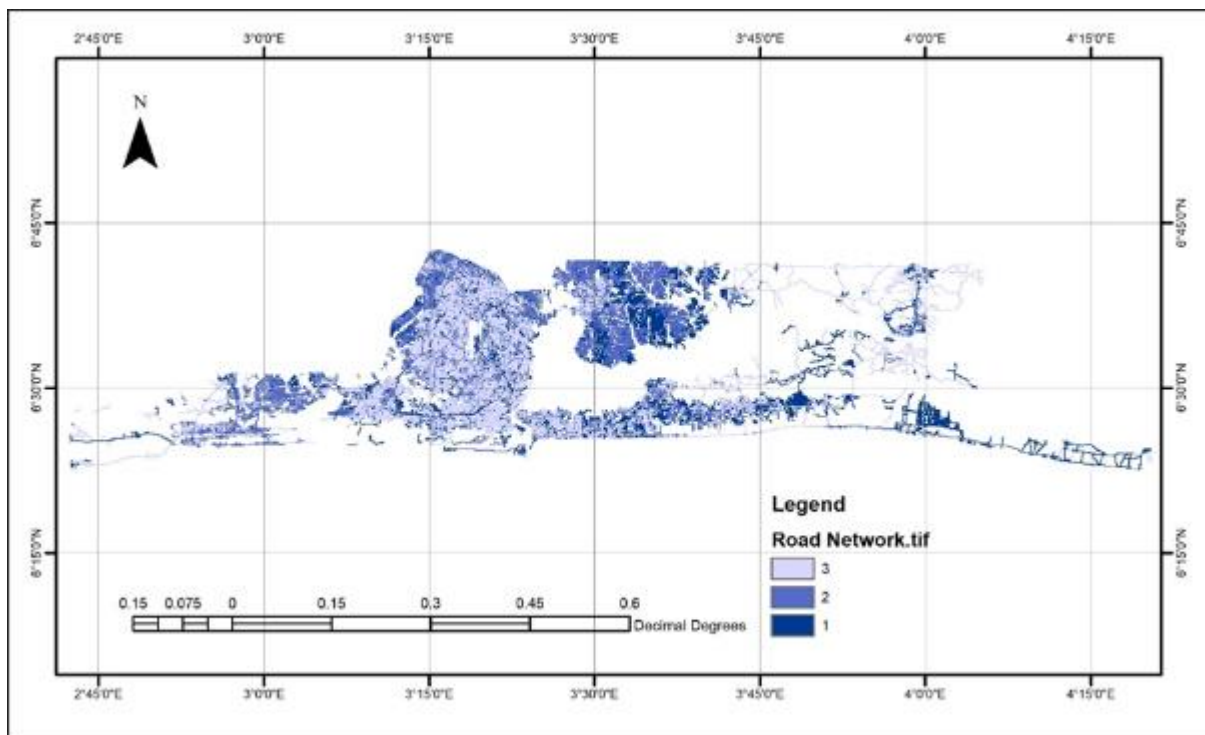 2°45'0"E 3°0'0"E 3°15'0"E 3°30'0"E 3°45'0"E 4°0'0"E 4°15'0"E
N
6°45'0"N 6°45'0"N
6°30'0"N 6°30'0"N
Legend
Road Network.tif
6°15'0"N 6°15'0"N
3
2
1
0.15 0.075 0 0.15 0.3 0.45 0.6
Decimal Degrees
2°45'0"E 3°0'0"E 3°15'0"E 3°30'0"E 3°45'0"E 4°0'0"E 4°15'0"E